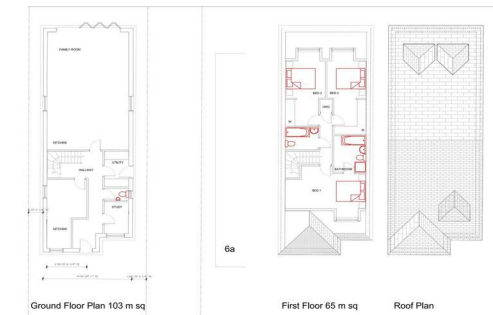 FAMILY ROOM
KITCHEN
UTILITY
HALLWAY
STUDY
KITCHEN
Ground Floor Plan 103 m sq
6a
BED 3
BED 2
W
HWC
W
BATHROOM
BED 1
First Floor 65 m sq
Roof Plan